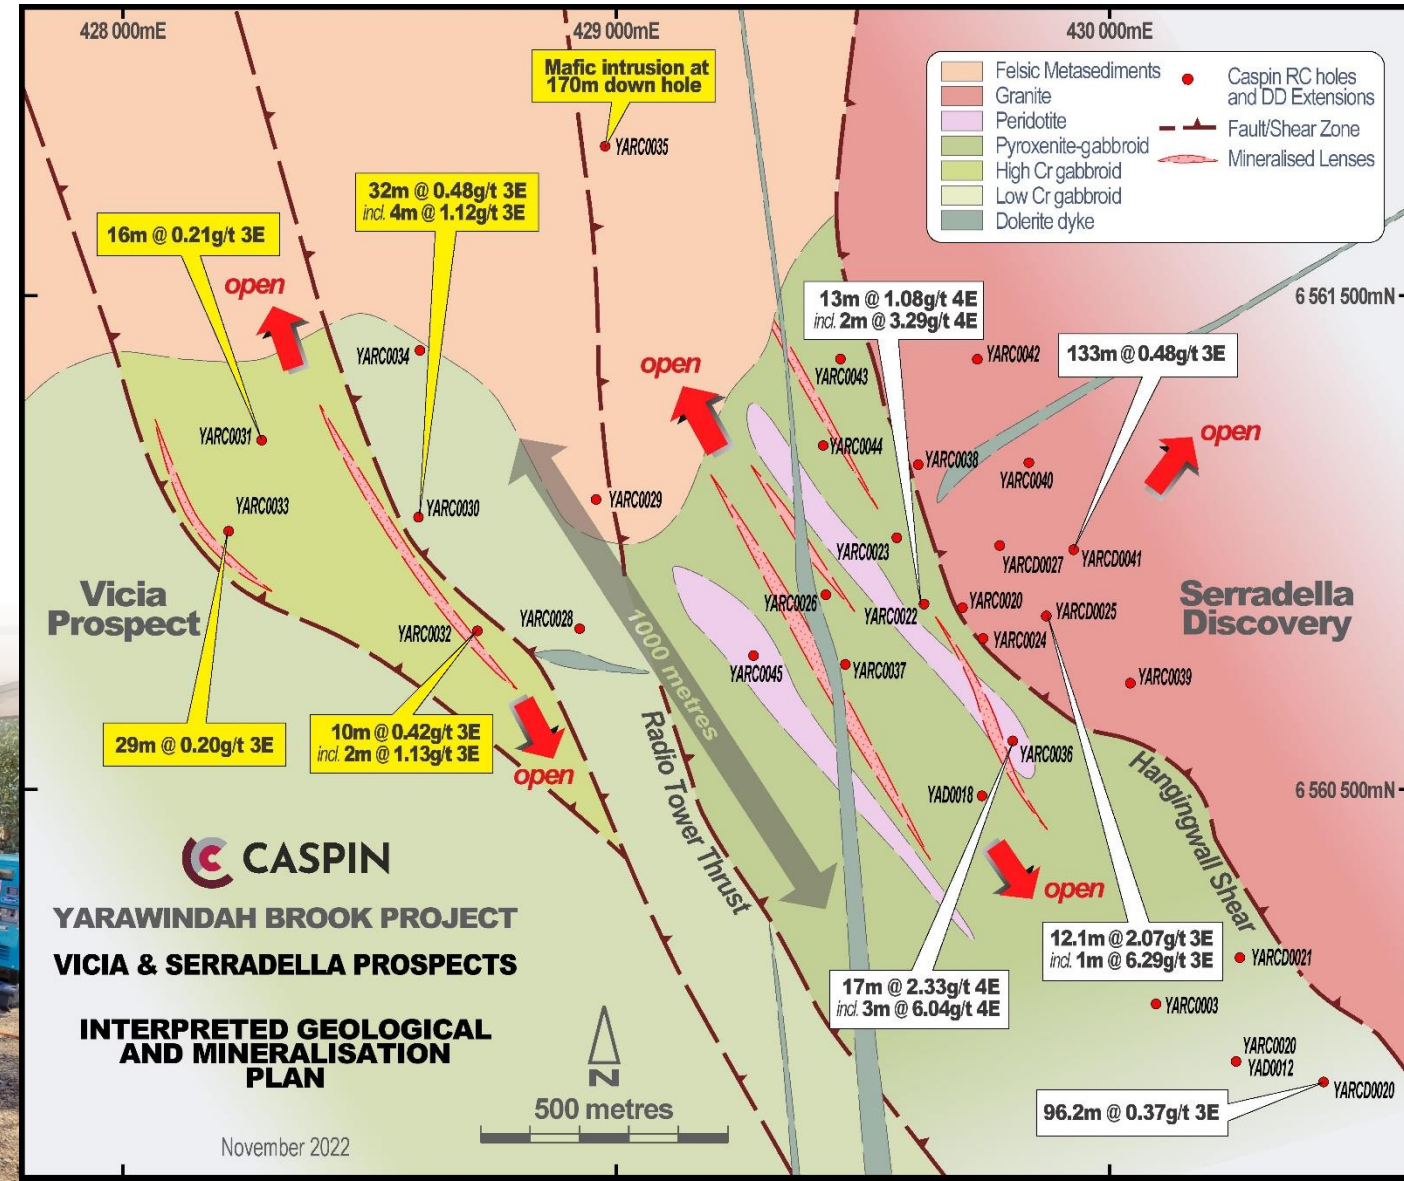 428 000mE
429 000mE
430 000mE
Felsic Metasediments
Granite
Peridotite
Pyroxenite-gabbroid
High Cr gabbroid
Low Cr gabbroid
Dolerite dyke
Caspin RC holes
and DD Extensions
Fault/Shear Zone
Mineralised Lenses
Mafic intrusion at
170m down hole
YARC0035
32m @ 0.48g/t 3E
incl. 4m @ 1.12g/t 3E
16m @ 0.21g/t 3E
open
6 561 500mN
13m @ 1.08g/t 4E
incl. 2m @ 3.29g/t 4E
133m @ 0.48g/t 3E
YARC0034
YARC0042
YARC0043
open
open
YARC0031
YARC0044
YARC0038
YARC0040
YARC0033
YARC0030
YARC0029
YARC0023
YARCD0027
YARCD0041
Vicia
Prospect
YARC0032
YARC0028
YARC0026
YARC0022
YARC0020
YARCD0025
YARC0024
Serradella
Discovery
1000 metres
YARC0045
YARC0037
YARC0039
29m @ 0.20g/t 3E
10m @ 0.42g/t 3E
incl. 2m @ 1.13g/t 3E
open
Radio Tower Thrust
YARC0036
YAD0018
Hangingwall Shear
6 560 500mN
open
CASPIN
YARAWINDAH BROOK PROJECT
VICIA & SERRADELLA PROSPECTS
INTERPRETED GEOLOGICAL
AND MINERALISATION
PLAN
November 2022
N
500 metres
17m @ 2.33g/t 4E
incl. 3m @ 6.04g/t 4E
12.1m @ 2.07g/t 3E
incl. 1m @ 6.29g/t 3E
YARCD0021
YARC0003
YARC0020
YAD0012
YARCD0020
96.2m @ 0.37g/t 3E